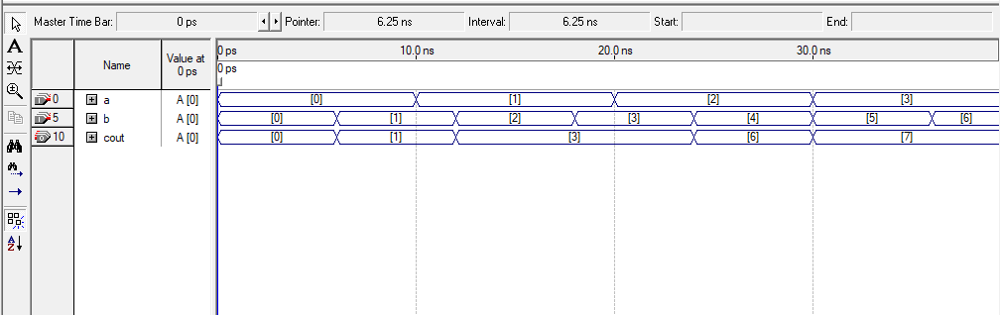 Master Time Bar: 0 ps Pointer: 6.25 ns Interval: 6.25 ns Start: End:
Name Value at 0 ps
0 ps 10.0 ns 20.0 ns 30.0 ns
0 ps
0 a A [0] [0] [1] [2] [3]
5 b A [0] [0] [1] [2] [3] [4] [5] [6]
10 cout A [0] [0] [1] [3] [6] [7]